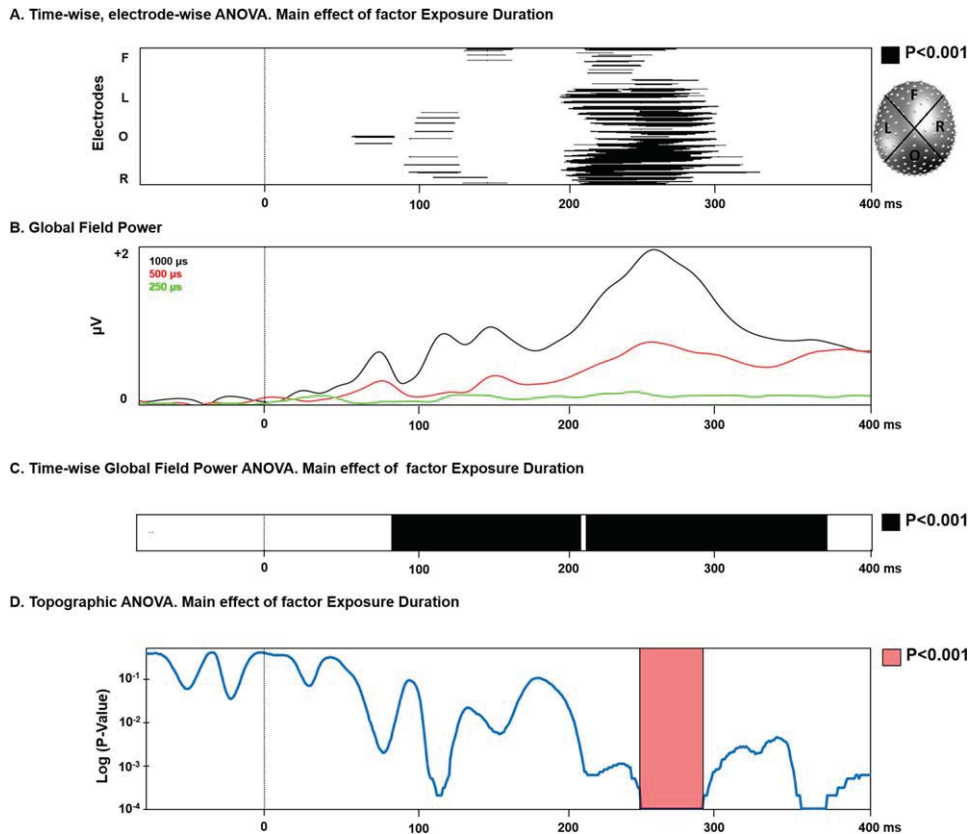 A. Time-wise, electrode-wise ANOVA. Main effect of factor Exposure Duration
Electrodes
F
L
O
R
P<0.001
F
L
R
O
0
100
200
300
400 ms
B. Global Field Power
+2
µV
0
1000 µs
500 µs
250 µs
0
100
200
300
400 ms
C. Time-wise Global Field Power ANOVA. Main effect of factor Exposure Duration
P<0.001
0
100
200
300
400 ms
D. Topographic ANOVA. Main effect of factor Exposure Duration
Log (P-Value)
10-1
10-2
10-3
10-4
P<0.001
0
100
200
300
400 ms